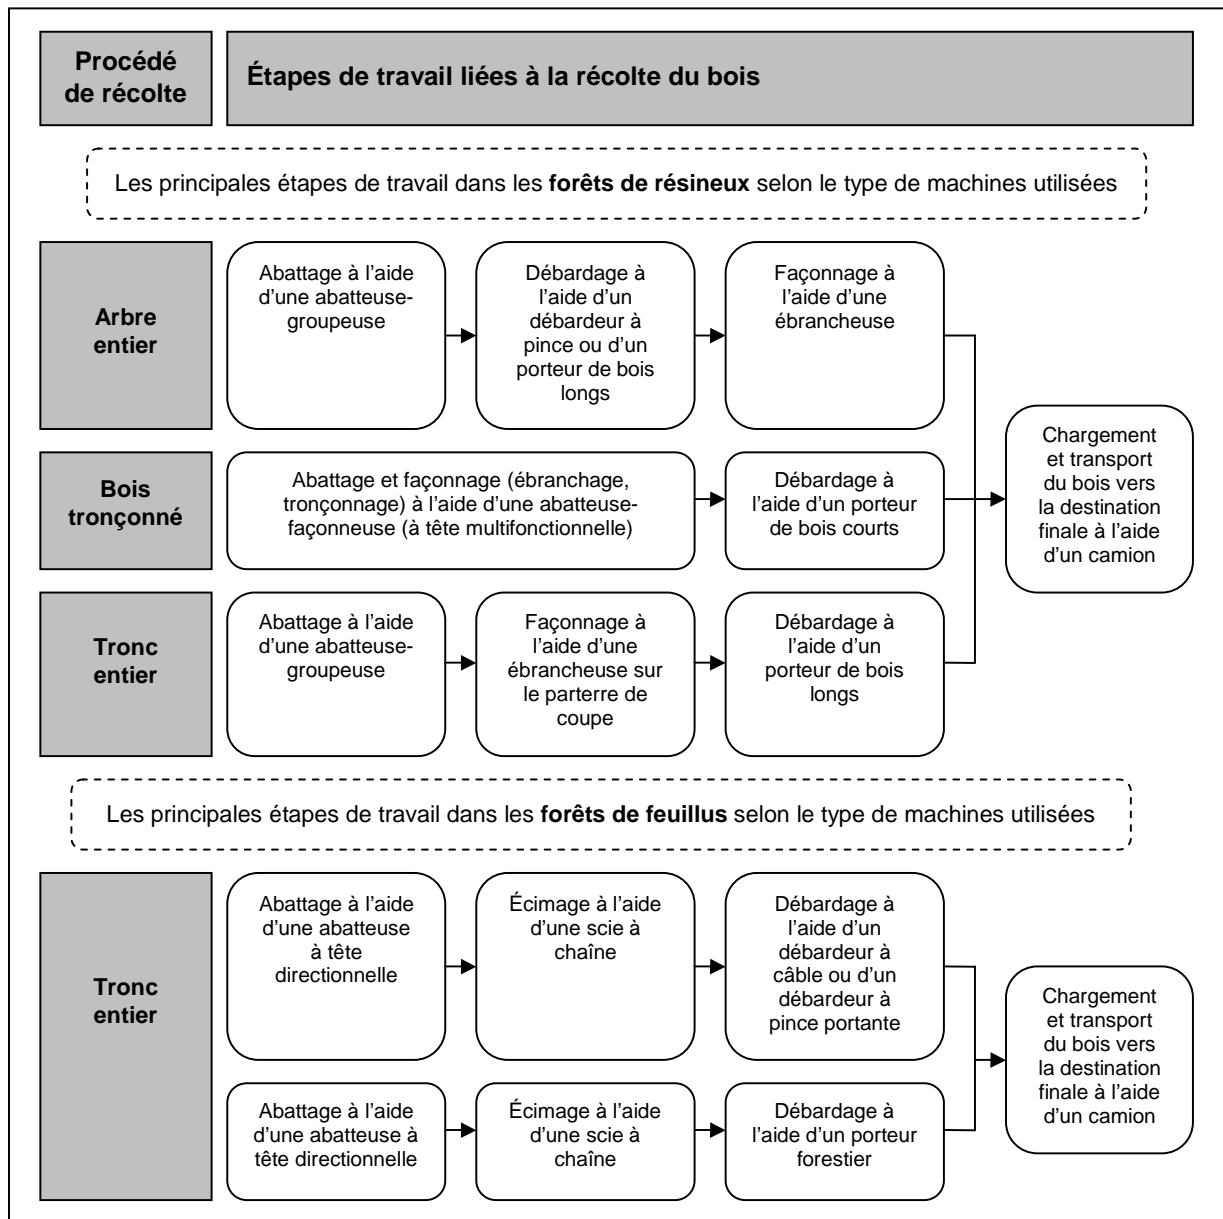 Procédé
de récolte
Étapes de travail liées à la récolte du bois
Les principales étapes de travail dans les forêts de résineux selon le type de machines utilisées
Arbre
entier
Abattage à l’aide
d’une abatteuse-
groupeuse
Débardage à
l’aide d’un
débardeur à
pince ou d’un
porteur de bois
longs
Façonnage à
l’aide d’une
ébrancheuse
Bois
tronçonné
Abattage et façonnage (ébranchage,
tronçonnage) à l’aide d’une abatteuse-
façonneuse (à tête multifonctionnelle)
Débardage à
l’aide d’un porteur
de bois courts
Tronc
entier
Abattage à l’aide
d’une abatteuse-
groupeuse
Façonnage à
l’aide d’une
ébrancheuse sur
le parterre de
coupe
Débardage à
l’aide d’un
porteur de bois
longs
Chargement
et transport
du bois vers
la destination
finale à l’aide
d’un camion
Les principales étapes de travail dans les forêts de feuillus selon le type de machines utilisées
Tronc
entier
Abattage à l’aide
d’une abatteuse
à tête
directionnelle
Écimage à l’aide
d’une scie à
chaîne
Débardage à
l’aide d’un
débardeur à
câble ou d’un
débardeur à
pince portante
Abattage à l’aide
d’une abatteuse à
tête directionnelle
Écimage à l’aide
d’une scie à
chaîne
Débardage à
l’aide d’un porteur
forestier
Chargement
et transport
du bois vers
la destination
finale à l’aide
d’un camion